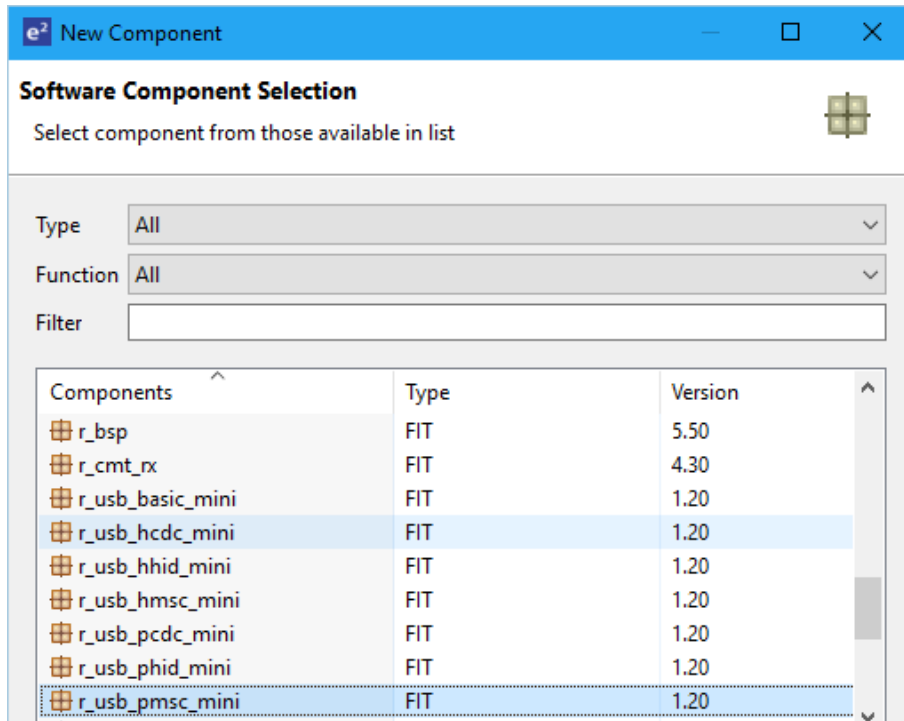 e² New Component
Software Component Selection
Select component from those available in list
Type All
Function All
Filter
Components Type Version
r_bsp FIT 5.50
r_cmt_rx FIT 4.30
r_usb_basic_mini FIT 1.20
r_usb_hcdc_mini FIT 1.20
r_usb_hhid_mini FIT 1.20
r_usb_hmsc_mini FIT 1.20
r_usb_pcdc_mini FIT 1.20
r_usb_phid_mini FIT 1.20
r_usb_pmsc_mini FIT 1.20